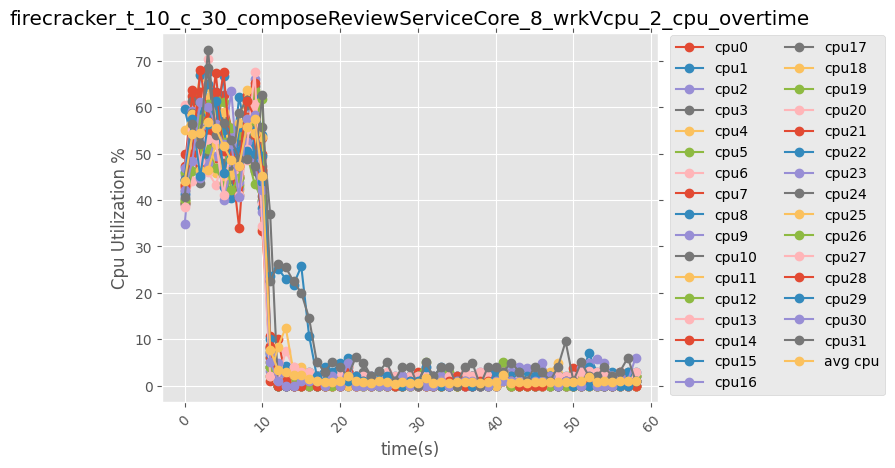 firecracker_t_10_c_30_composeReviewServiceCore_8_wrkVcpu_2_cpu_overtime
Cpu Utilization %
70
60
50
40
30
20
10
0
0
10
20
30
40
50
60
time(s)
cpu0
cpu1
cpu2
cpu3
cpu4
cpu5
cpu6
cpu7
cpu8
cpu9
cpu10
cpu11
cpu12
cpu13
cpu14
cpu15
cpu16
cpu17
cpu18
cpu19
cpu20
cpu21
cpu22
cpu23
cpu24
cpu25
cpu26
cpu27
cpu28
cpu29
cpu30
cpu31
avg cpu